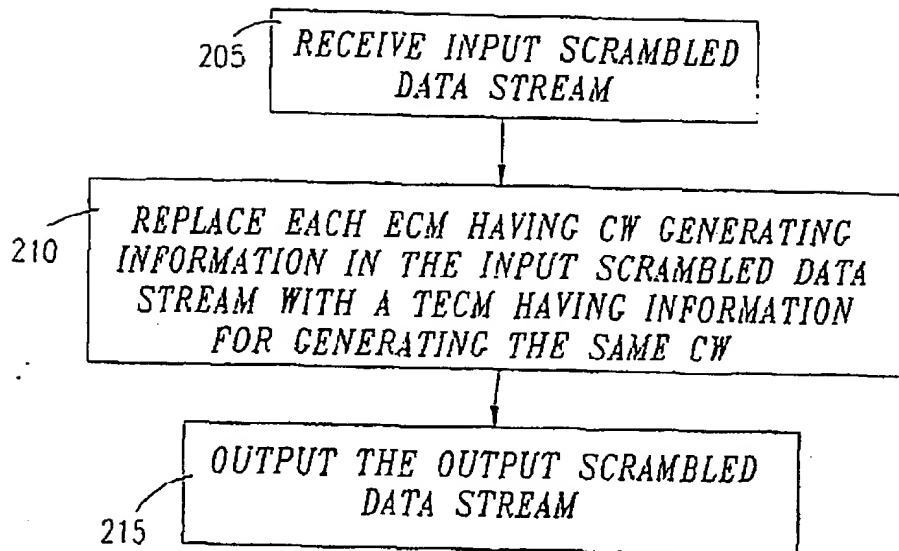 205
RECEIVE INPUT SCRAMBLED
DATA STREAM
210
REPLACE EACH ECM HAVING CW GENERATING
INFORMATION IN THE INPUT SCRAMBLED DATA
STREAM WITH A TECM HAVING INFORMATION
FOR GENERATING THE SAME CW
215
OUTPUT THE OUTPUT SCRAMBLED
DATA STREAM